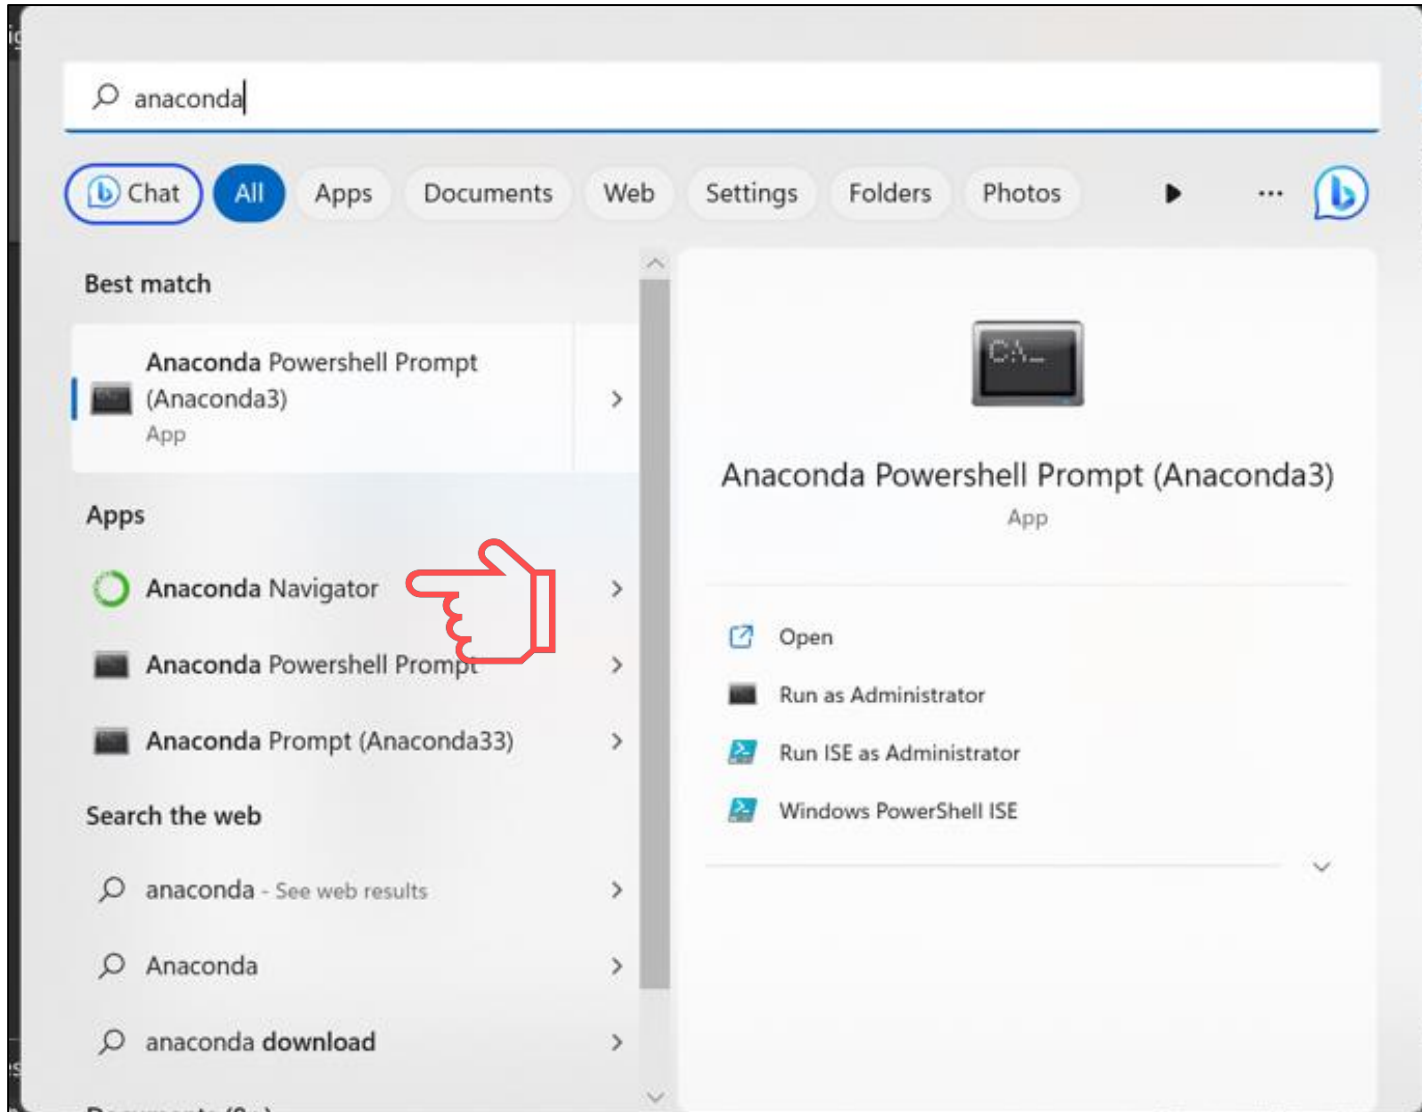 anaconda
Chat
All
Apps
Documents
Web
Settings
Folders
Photos
Best match
Anaconda Powershell Prompt
(Anaconda3)
App
Apps
Anaconda Navigator
Anaconda Powershell Prompt
Anaconda Prompt (Anaconda33)
Search the web
anaconda - See web results
Anaconda
anaconda download
Anaconda Powershell Prompt (Anaconda3)
App
Open
Run as Administrator
Run ISE as Administrator
Windows PowerShell ISE